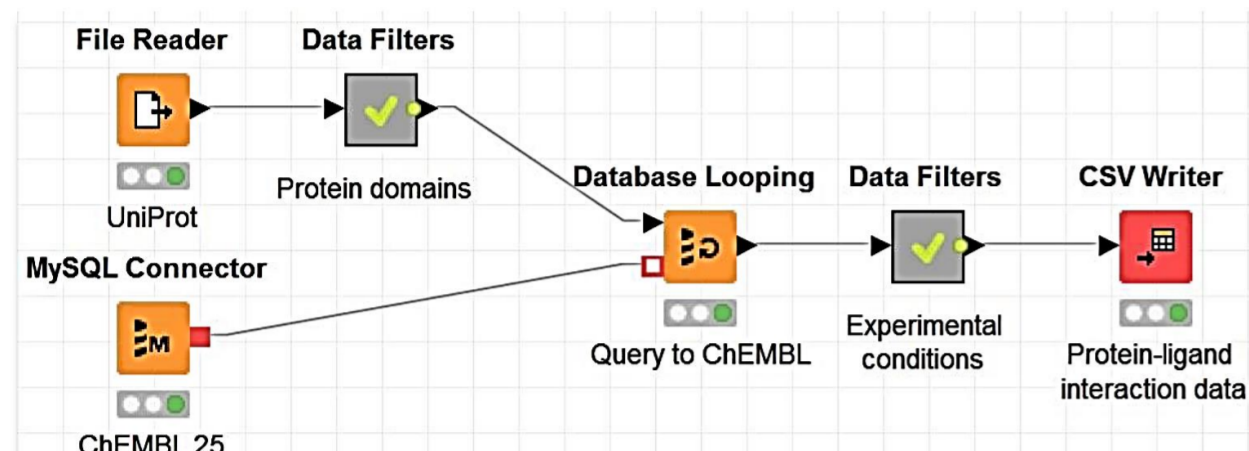 File Reader
Data Filters
Protein domains
UniProt
Database Looping
Data Filters
CSV Writer
MySQL Connector
M
Query to ChEMBL
Experimental
conditions
Protein-ligand
interaction data
ChEMBL 25